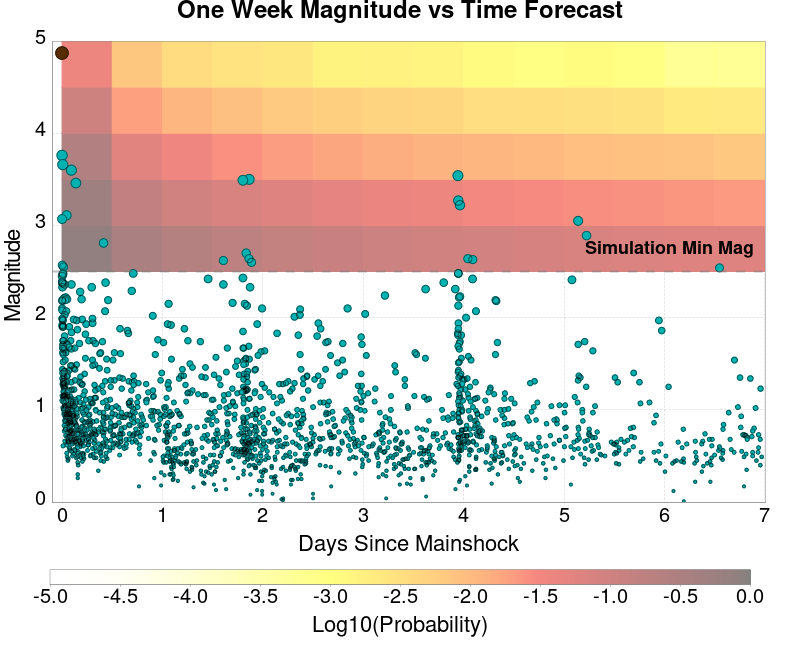 One Week Magnitude vs Time Forecast
5
4
3
2
1
0
Magnitude
Simulation Min Mag
0 1 2 3 4 5 6 7
Days Since Mainshock
-5.0 -4.5 -4.0 -3.5 -3.0 -2.5 -2.0 -1.5 -1.0 -0.5 0.0
Log10(Probability)